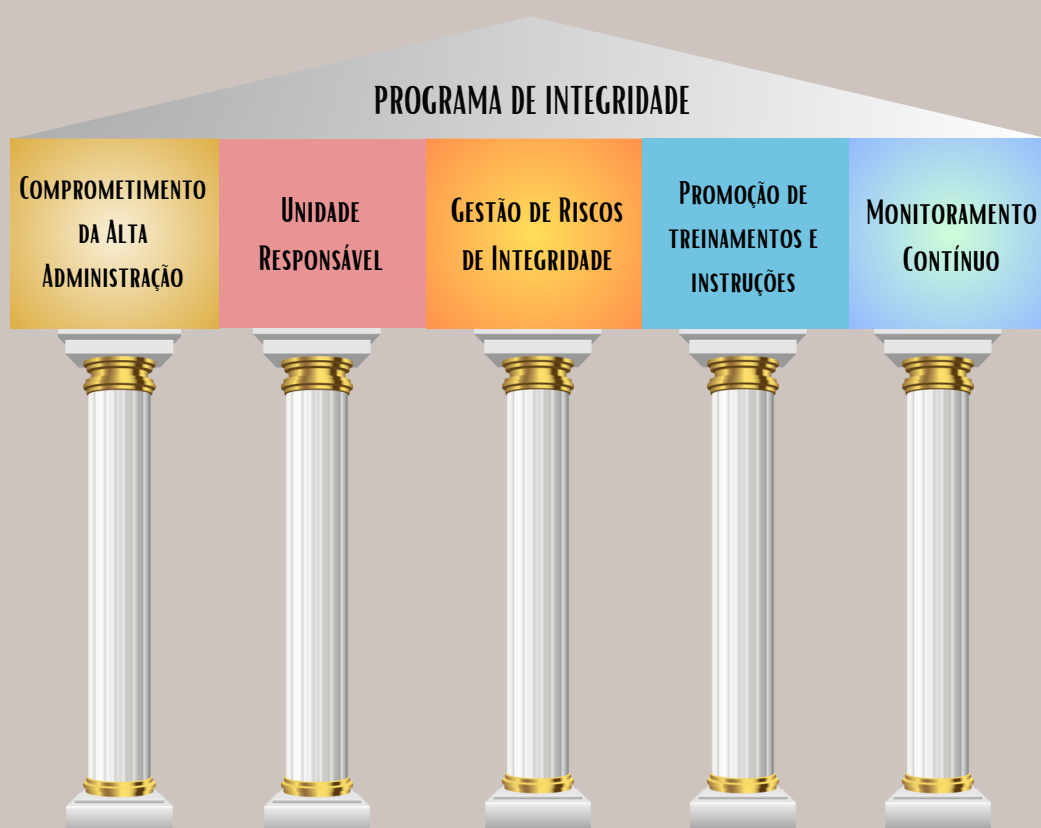 PROGRAMA DE INTEGRIDADE
Comprometimento
da Alta
Administração
Unidade
Responsável
Gestão de Riscos
de Integridade
Promoção de
treinamentos e
instruções
Monitoramento
Contínuo